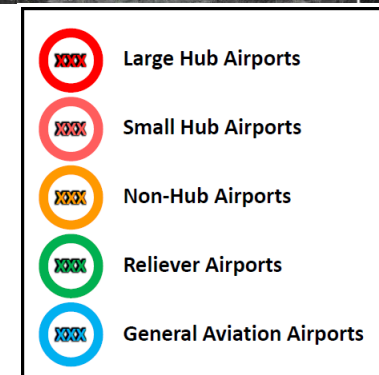 XXX Large Hub Airports
XXX Small Hub Airports
XXX Non-Hub Airports
XXX Reliever Airports
XXX General Aviation Airports